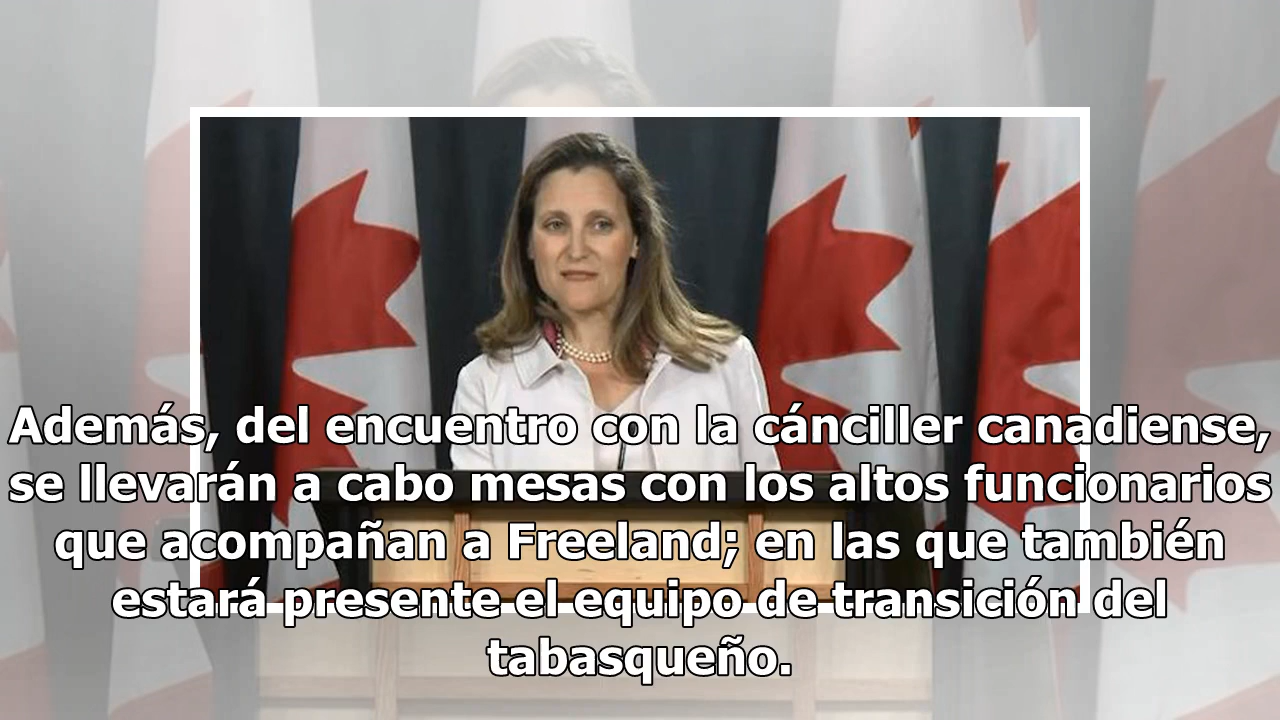 Además, del encuentro con la cánciller canadiense,
se llevarán a cabo mesas con los altos funcionarios
que acompañan a Freeland; en las que también
estará presente el equipo de transición del
tabasqueño.